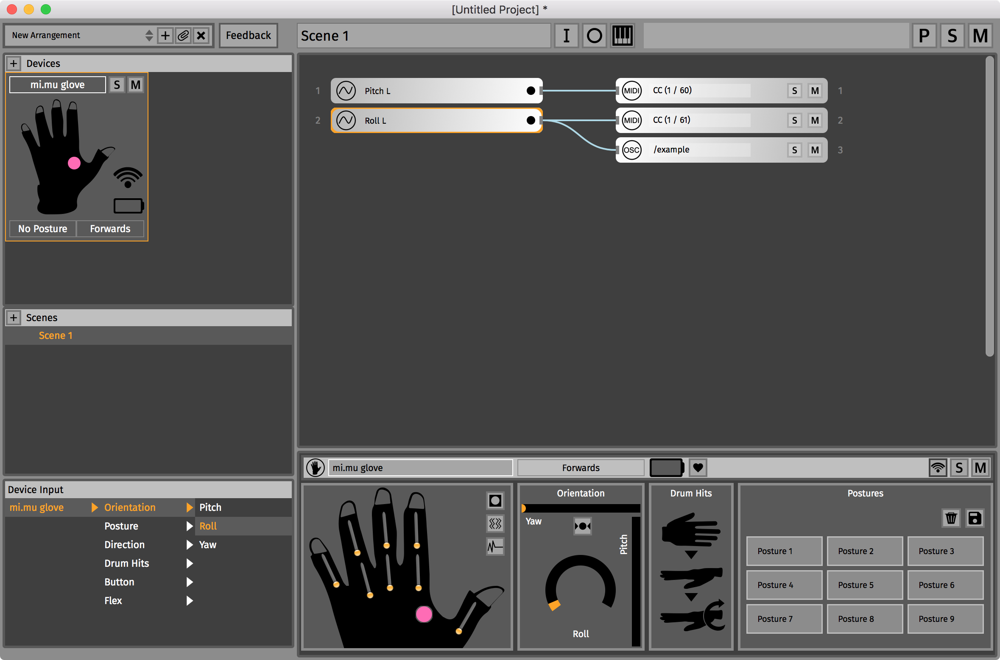 [Untitled Project] *
New Arrangement
Feedback
Scene 1
I
P S M
Devices
mi.mu glove S M
No Posture Forwards
1 Pitch L MIDI CC (1 / 60) S M 1
2 Roll L MIDI CC (1 / 61) S M 2
OSC /example S M 3
Scenes
Scene 1
Device Input
mi.mu glove Orientation Pitch
Posture Roll
Direction Yaw
Drum Hits
Button
Flex
mi.mu glove Forwards S M
Orientation
Yaw
Pitch
Roll
Drum Hits
Postures
Posture 1 Posture 2 Posture 3
Posture 4 Posture 5 Posture 6
Posture 7 Posture 8 Posture 9